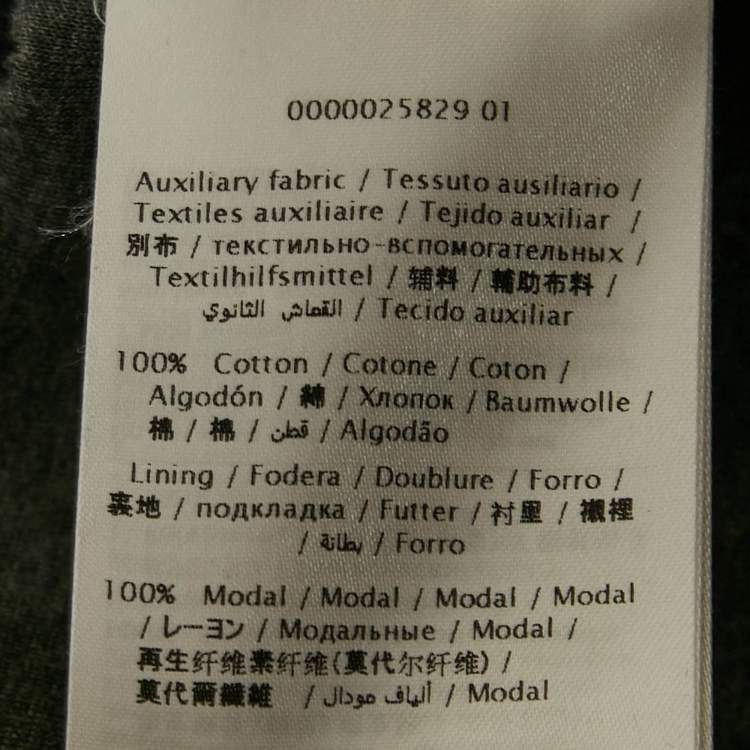 0000025829 01
Auxiliary fabric / Tessuto ausiliario /
Textiles auxiliaire / Tejido auxiliar /
別布 / текстильно-вспомогательных /
Textilhilfsmittel / 辅料 / 輔助布料 /
القماش الثانوي / Tecido auxiliar
100% Cotton / Cotone / Coton /
Algodón / 綿 / Хлопок / Baumwolle /
棉 / 棉 / قطن / Algodão
Lining / Fodera / Doublure / Forro /
裏地 / подкладка / Futter / 衬里 / 襯裡
/ بطانة / Forro
100% Modal / Modal / Modal / Modal
/ レーヨン / Модальные / Modal /
再生纤维素纤维(莫代尔纤维) /
莫代爾纖維 / ألياف مودال / Modal